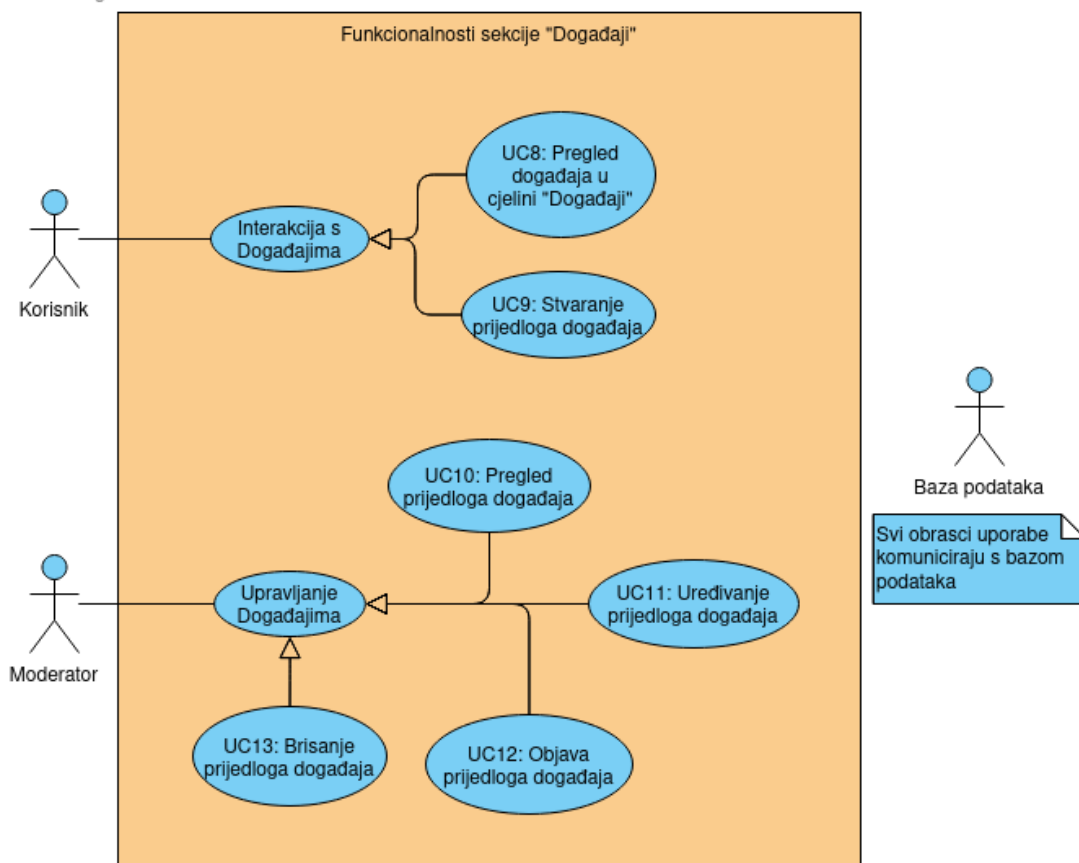 Funkcionalnosti sekcije "Događaji"
UC8: Pregled
događaja u
cjelini "Događaji"
Interakcija s
Događajima
Korisnik
UC9: Stvaranje
prijedloga događaja
Baza podataka
Svi obrasci uporabe
komuniciraju s bazom
podataka
UC10: Pregled
prijedloga događaja
Upravljanje
Događajima
Moderator
UC11: Uređivanje
prijedloga događaja
UC13: Brisanje
prijedloga događaja
UC12: Objava
prijedloga događaja